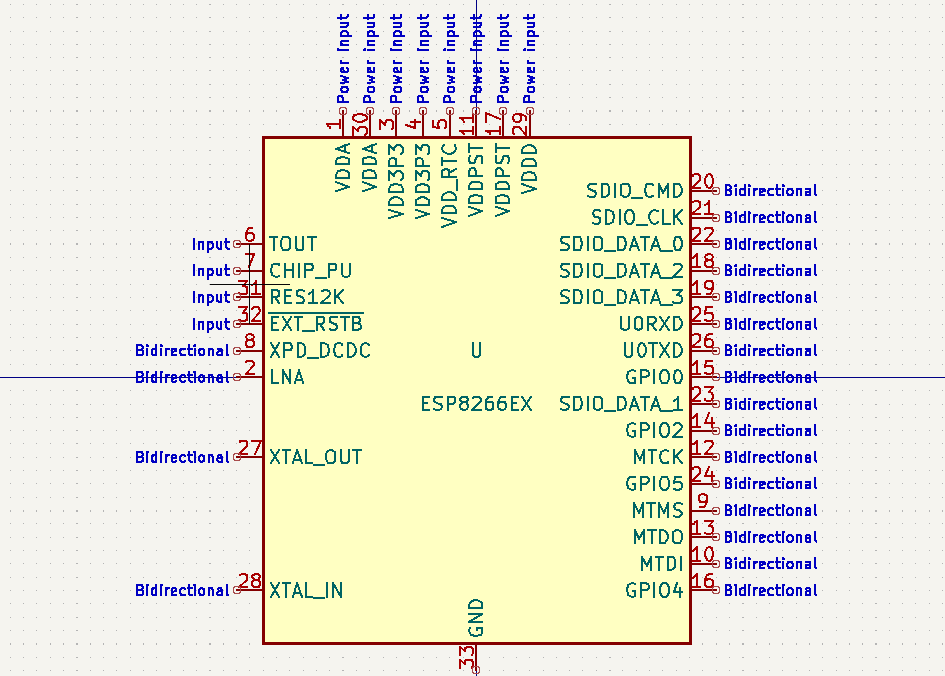 Power input
Power input
Power input
Power input
Power input
Power input
Power input
Power input
1
30
3
4
5
11
17
29
VDDA
VDDA
VDD3P3
VDD3P3
VDD_RTC
VDDPST
VDDPST
VDDD
SDIO_CMD 20 Bidirectional
SDIO_CLK 21 Bidirectional
Input 6 TOUT SDIO_DATA_0 22 Bidirectional
Input 7 CHIP_PU SDIO_DATA_2 18 Bidirectional
Input 31 RES12K SDIO_DATA_3 19 Bidirectional
Input 32 EXT_RSTB U0RXD 25 Bidirectional
Bidirectional 8 XPD_DCDC U U0TXD 26 Bidirectional
Bidirectional 2 LNA GPIO0 15 Bidirectional
ESP8266EX SDIO_DATA_1 23 Bidirectional
GPIO2 14 Bidirectional
Bidirectional 27 XTAL_OUT MTCK 12 Bidirectional
GPIO5 24 Bidirectional
MTMS 9 Bidirectional
MTDO 13 Bidirectional
MTDI 10 Bidirectional
Bidirectional 28 XTAL_IN GPIO4 16 Bidirectional
GND
33